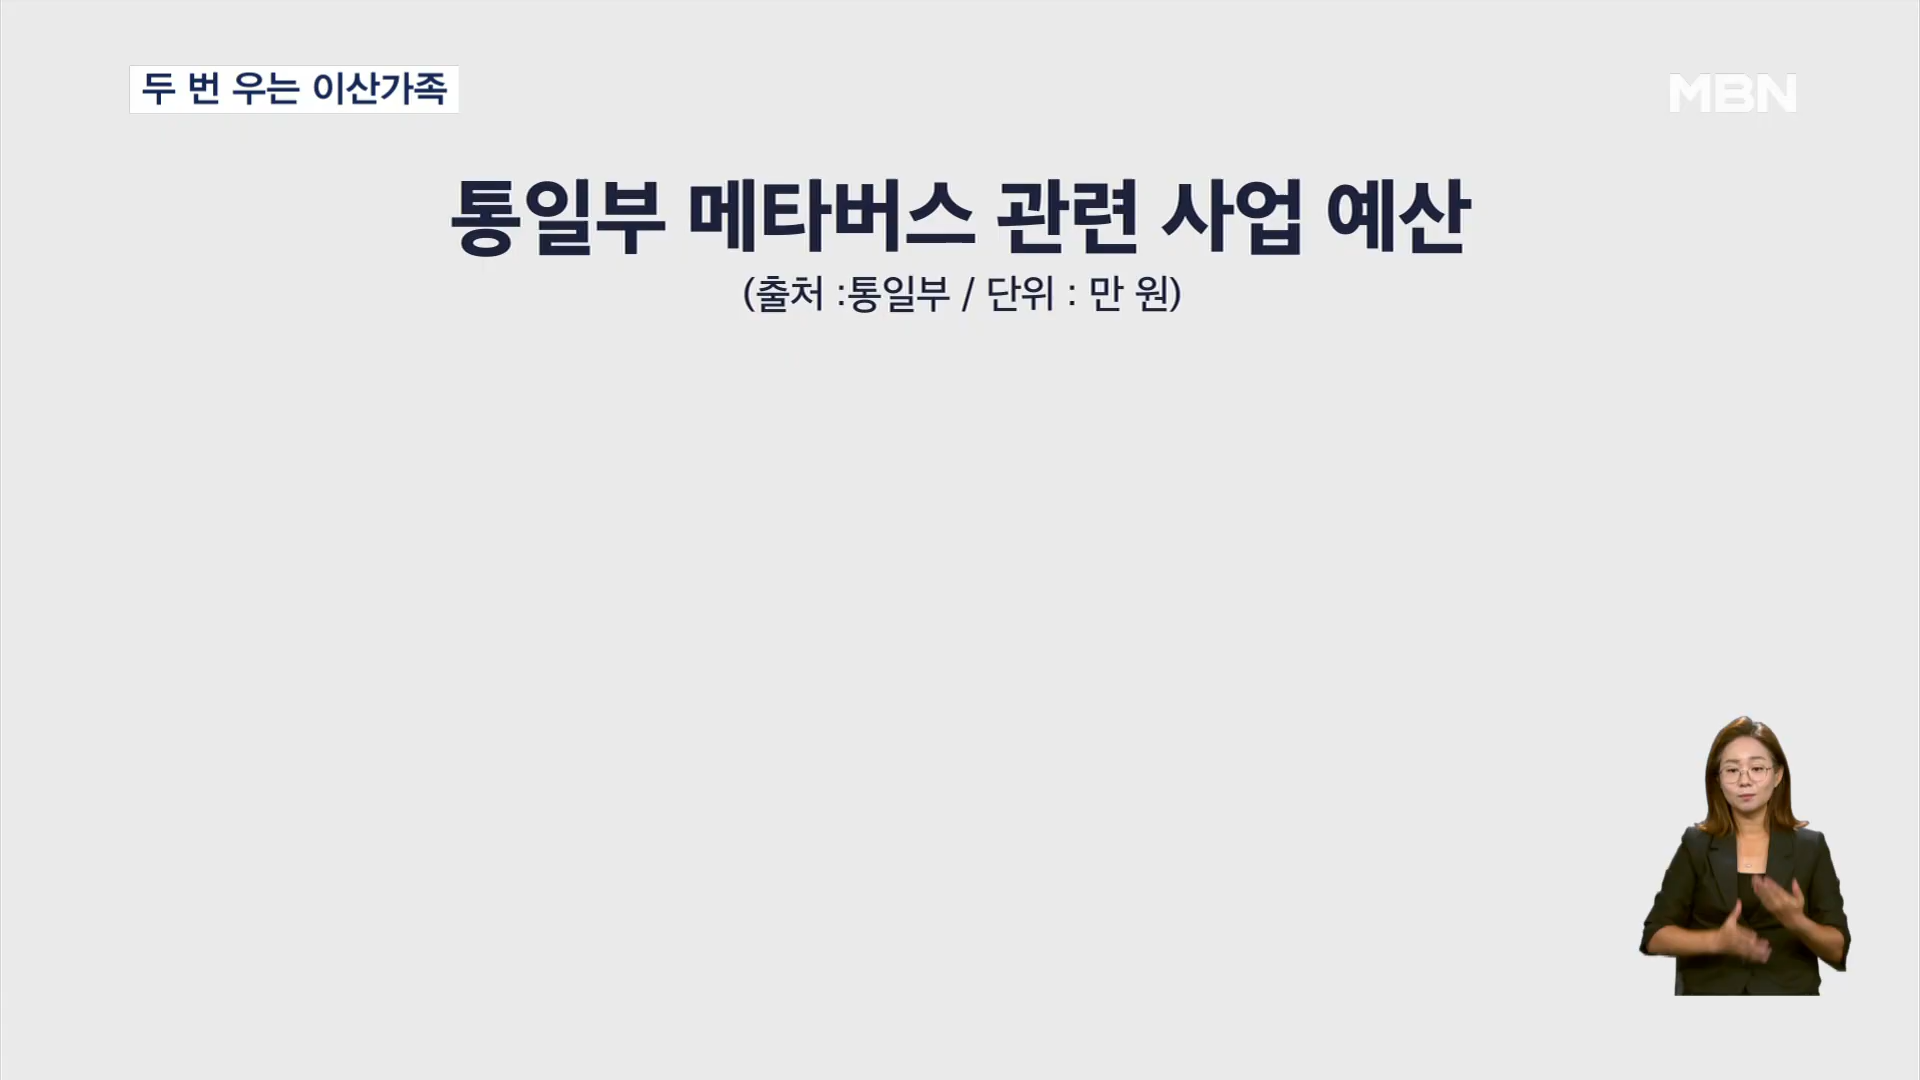 두 번 우는 이산가족
MBN
통일부 메타버스 관련 사업 예산
(출처 :통일부 / 단위 : 만 원)